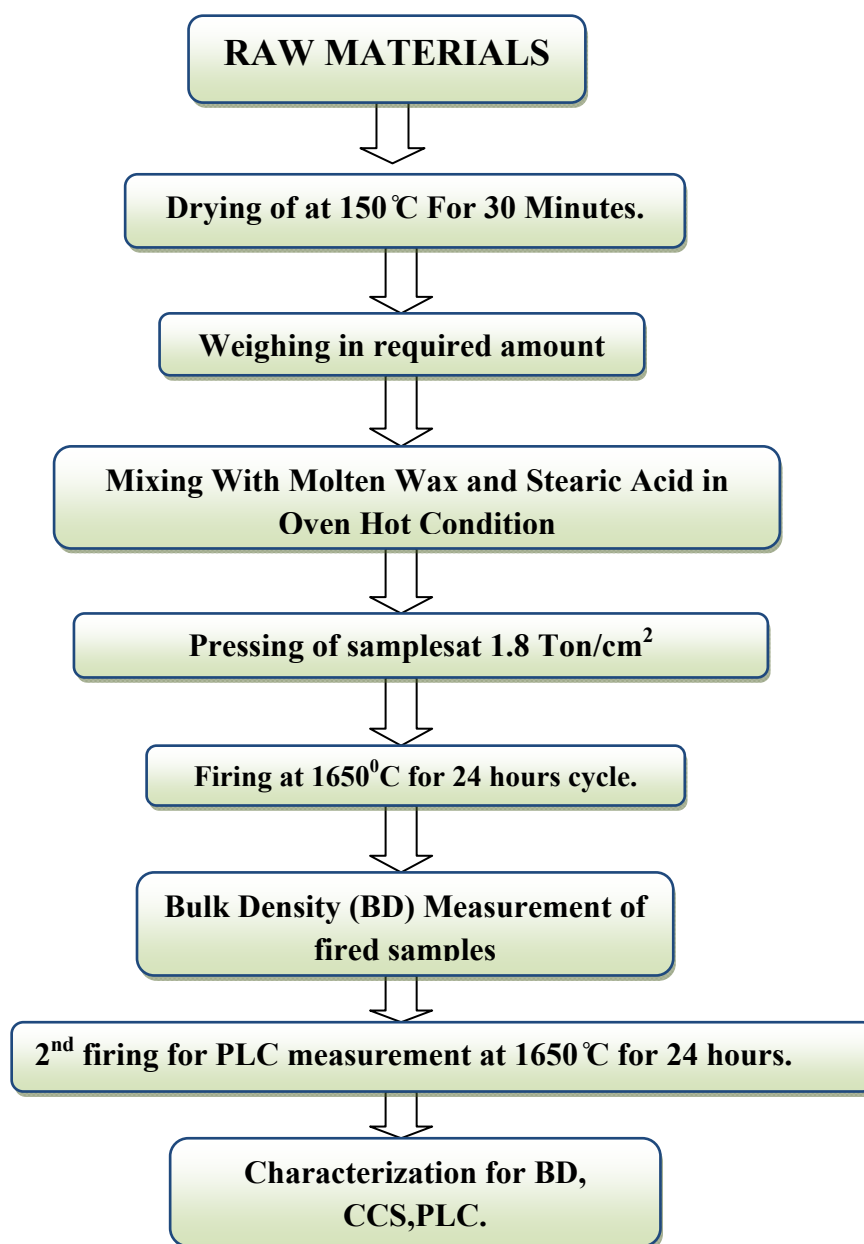 RAW MATERIALS
Drying of at 150℃ For 30 Minutes.
Weighing in required amount
Mixing With Molten Wax and Stearic Acid in
Oven Hot Condition
Pressing of samplesat 1.8 Ton/cm²
Firing at 1650⁰C for 24 hours cycle.
Bulk Density (BD) Measurement of
fired samples
2ⁿᵈ firing for PLC measurement at 1650℃ for 24 hours.
Characterization for BD,
CCS,PLC.